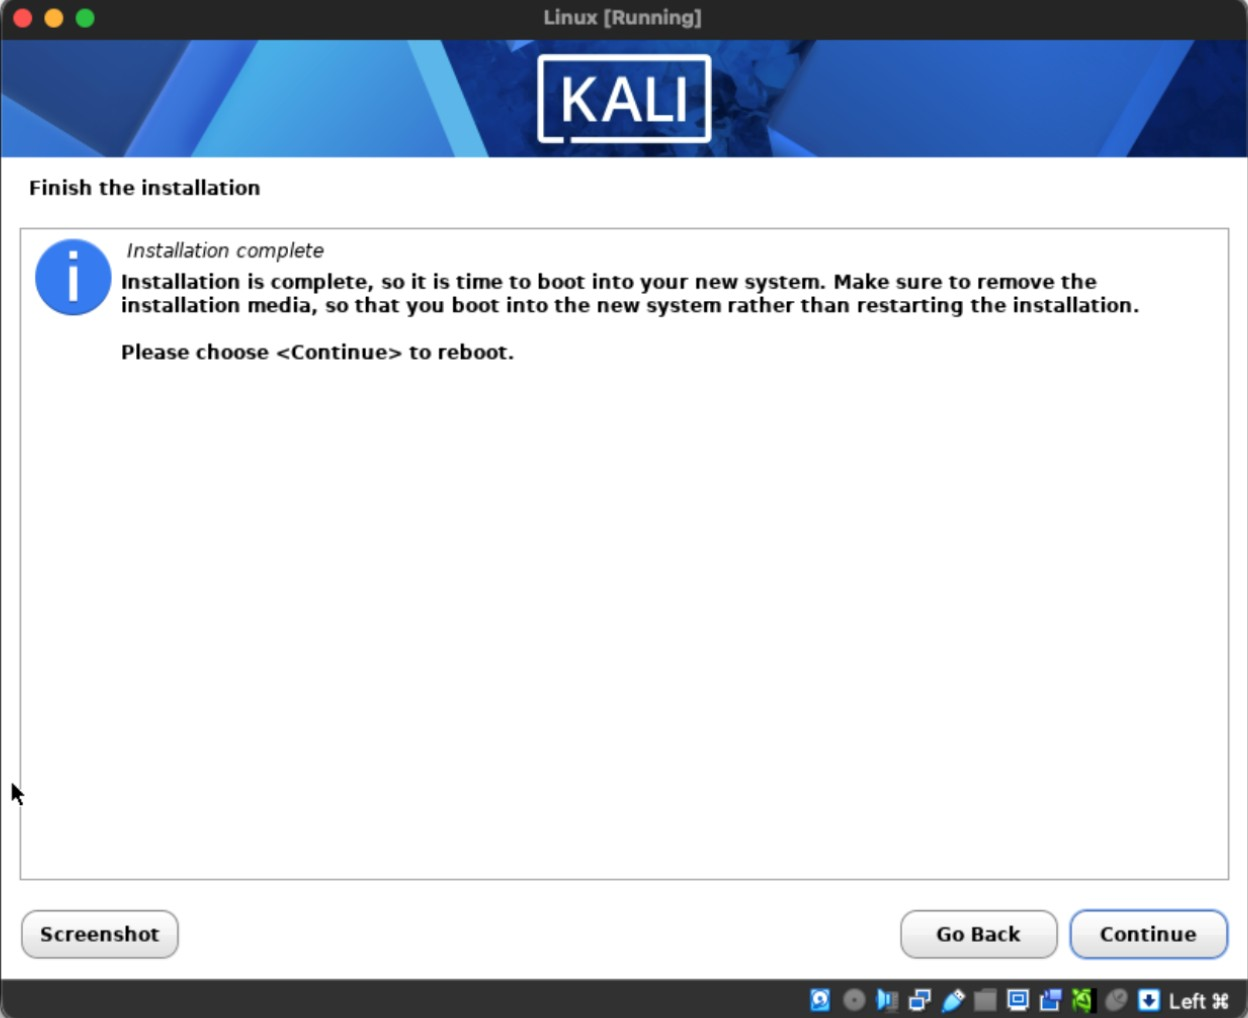 Linux [Running]
KALI
Finish the installation
Installation complete
Installation is complete, so it is time to boot into your new system. Make sure to remove the
installation media, so that you boot into the new system rather than restarting the installation.
Please choose <Continue> to reboot.
Screenshot
Go Back
Continue
Left ⌘